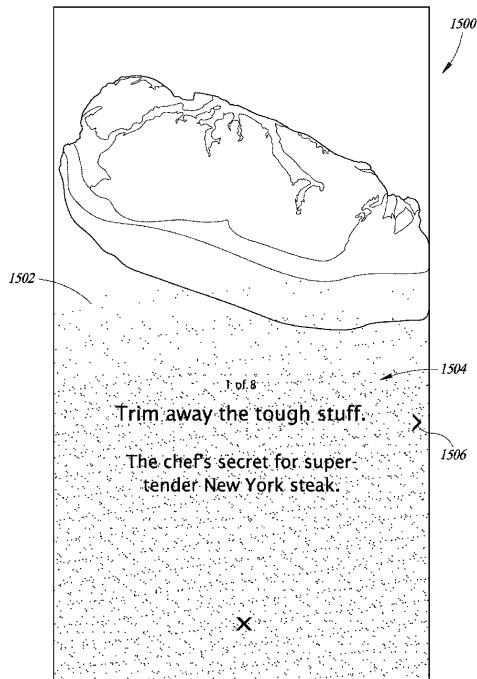 1500
1502
1504
1 of 8
Trim away the tough stuff.
1506
The chef's secret for super-
tender New York steak.